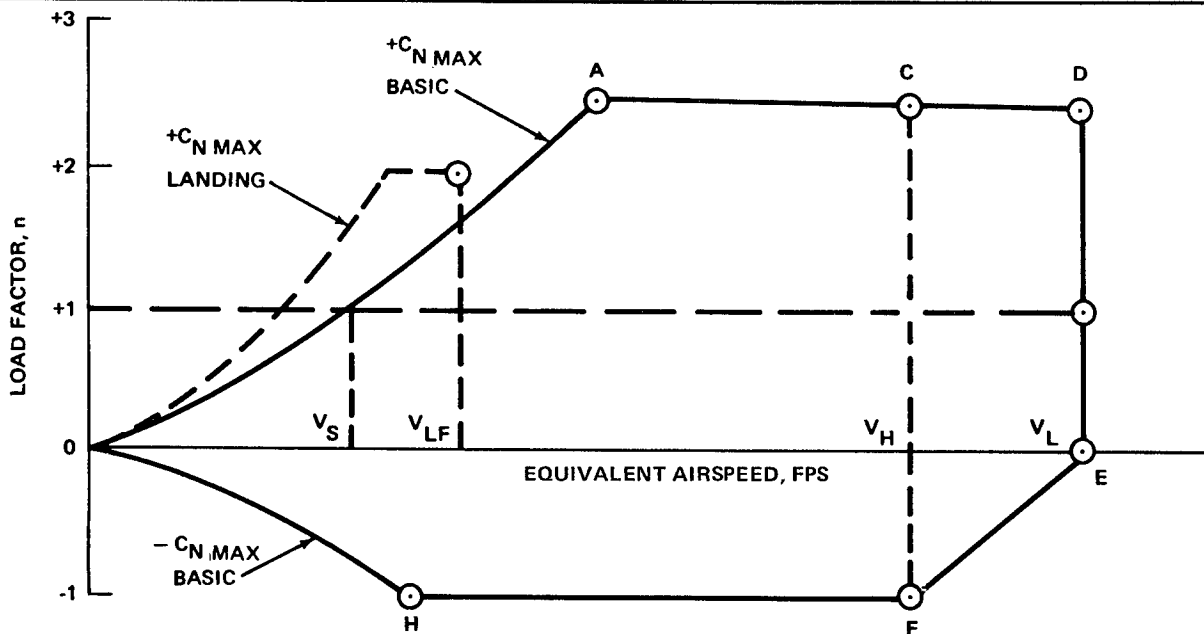 +3
+C_N MAX
BASIC
A
C
D
+C_N MAX
LANDING
+2
LOAD FACTOR, n
+1
V_S
V_LF
V_H
V_L
0
EQUIVALENT AIRSPEED, FPS
E
-C_N MAX
BASIC
-1
H
F